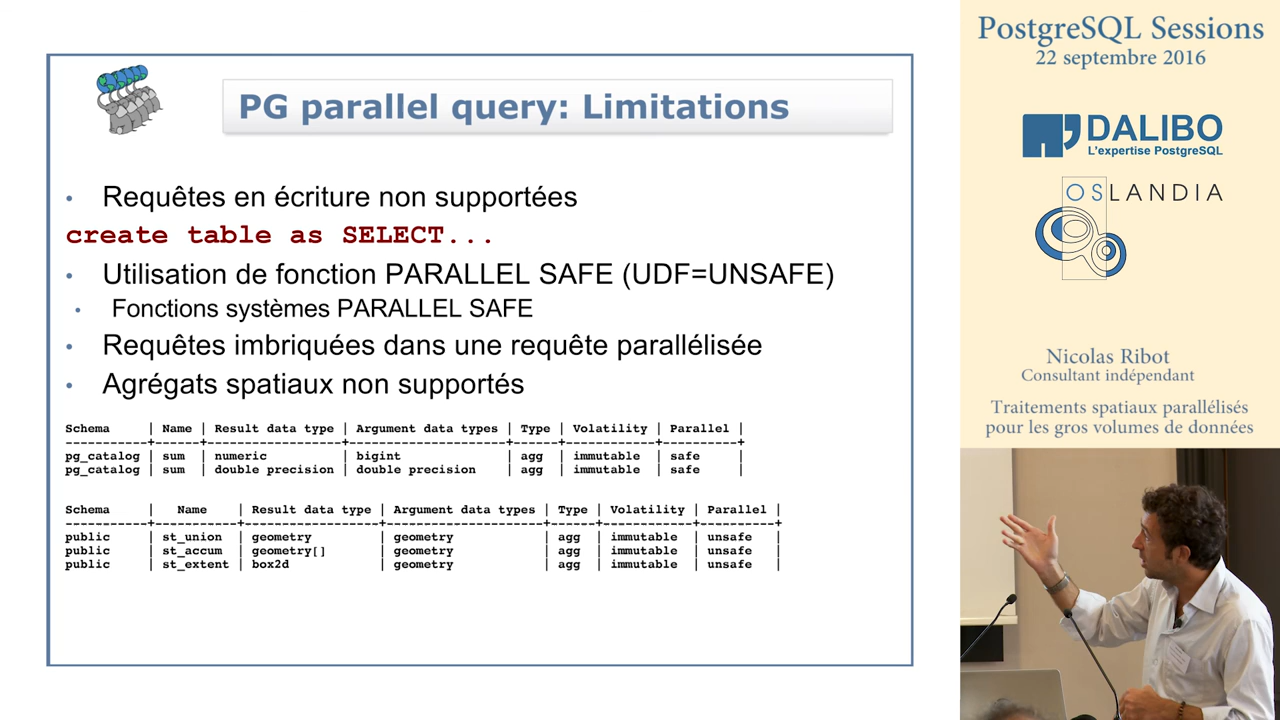 PG parallel query: Limitations
• Requêtes en écriture non supportées
create table as SELECT...
• Utilisation de fonction PARALLEL SAFE (UDF=UNSAFE)
• Fonctions systèmes PARALLEL SAFE
• Requêtes imbriquées dans une requête parallélisée
• Agrégats spatiaux non supportés
Schema | Name | Result data type | Argument data types | Type | Volatility | Parallel |
-----------+------+------------------+---------------------+------+------------+----------+
pg_catalog | sum | numeric | bigint | agg | immutable | safe |
pg_catalog | sum | double precision | double precision | agg | immutable | safe |
Schema | Name | Result data type | Argument data types | Type | Volatility | Parallel |
-----------+-----------+------------------+---------------------+------+------------+----------+
public | st_union | geometry | geometry | agg | immutable | unsafe |
public | st_accum | geometry[] | geometry | agg | immutable | unsafe |
public | st_extent | box2d | geometry | agg | immutable | unsafe |
PostgreSQL Sessions
22 septembre 2016
DALIBO
L'expertise PostgreSQL
OSLANDIA
Nicolas Ribot
Consultant indépendant
Traitements spatiaux parallélisés
pour les gros volumes de données